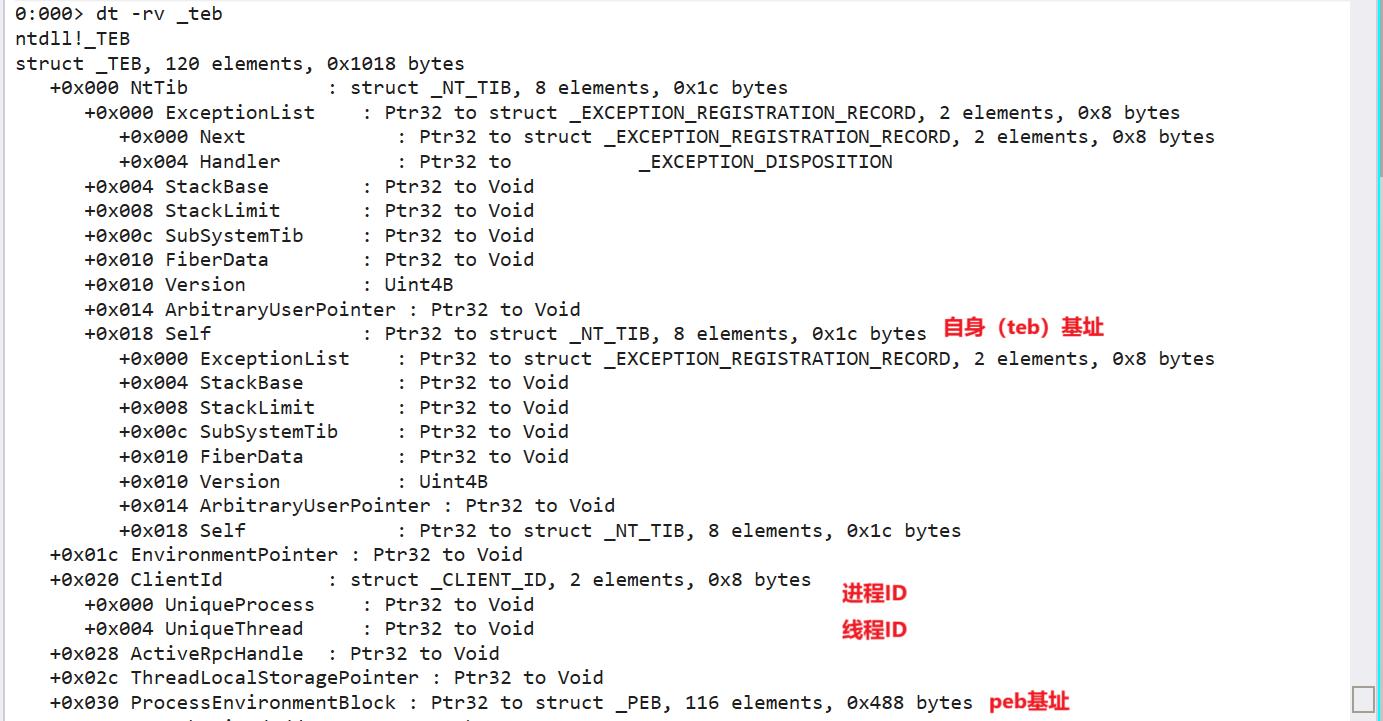 0:000> dt -rv _teb
ntdll!_TEB
struct _TEB, 120 elements, 0x1018 bytes
+0x000 NtTib : struct _NT_TIB, 8 elements, 0x1c bytes
+0x000 ExceptionList : Ptr32 to struct _EXCEPTION_REGISTRATION_RECORD, 2 elements, 0x8 bytes
+0x000 Next : Ptr32 to struct _EXCEPTION_REGISTRATION_RECORD, 2 elements, 0x8 bytes
+0x004 Handler : Ptr32 to _EXCEPTION_DISPOSITION
+0x004 StackBase : Ptr32 to Void
+0x008 StackLimit : Ptr32 to Void
+0x00c SubSystemTib : Ptr32 to Void
+0x010 FiberData : Ptr32 to Void
+0x010 Version : Uint4B
+0x014 ArbitraryUserPointer : Ptr32 to Void
+0x018 Self : Ptr32 to struct _NT_TIB, 8 elements, 0x1c bytes 自身（teb）基址
+0x000 ExceptionList : Ptr32 to struct _EXCEPTION_REGISTRATION_RECORD, 2 elements, 0x8 bytes
+0x004 StackBase : Ptr32 to Void
+0x008 StackLimit : Ptr32 to Void
+0x00c SubSystemTib : Ptr32 to Void
+0x010 FiberData : Ptr32 to Void
+0x010 Version : Uint4B
+0x014 ArbitraryUserPointer : Ptr32 to Void
+0x018 Self : Ptr32 to struct _NT_TIB, 8 elements, 0x1c bytes
+0x01c EnvironmentPointer : Ptr32 to Void
+0x020 ClientId : struct _CLIENT_ID, 2 elements, 0x8 bytes
+0x000 UniqueProcess : Ptr32 to Void 进程ID
+0x004 UniqueThread : Ptr32 to Void 线程ID
+0x028 ActiveRpcHandle : Ptr32 to Void
+0x02c ThreadLocalStoragePointer : Ptr32 to Void
+0x030 ProcessEnvironmentBlock : Ptr32 to struct _PEB, 116 elements, 0x488 bytes peb基址